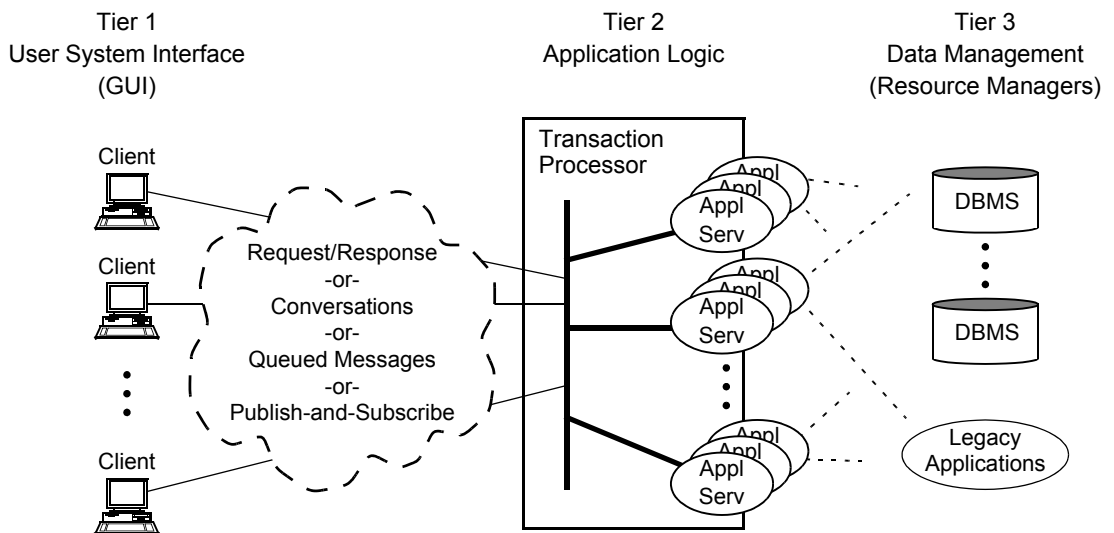 Tier 1
User System Interface
(GUI)
Tier 2
Application Logic
Tier 3
Data Management
(Resource Managers)
Client
Client
Client
Request/Response
-or-
Conversations
-or-
Queued Messages
-or-
Publish-and-Subscribe
Transaction
Processor
Appl
Appl
Appl
Serv
Appl
Appl
Appl
Serv
Appl
Appl
Appl
Serv
DBMS
DBMS
Legacy
Applications